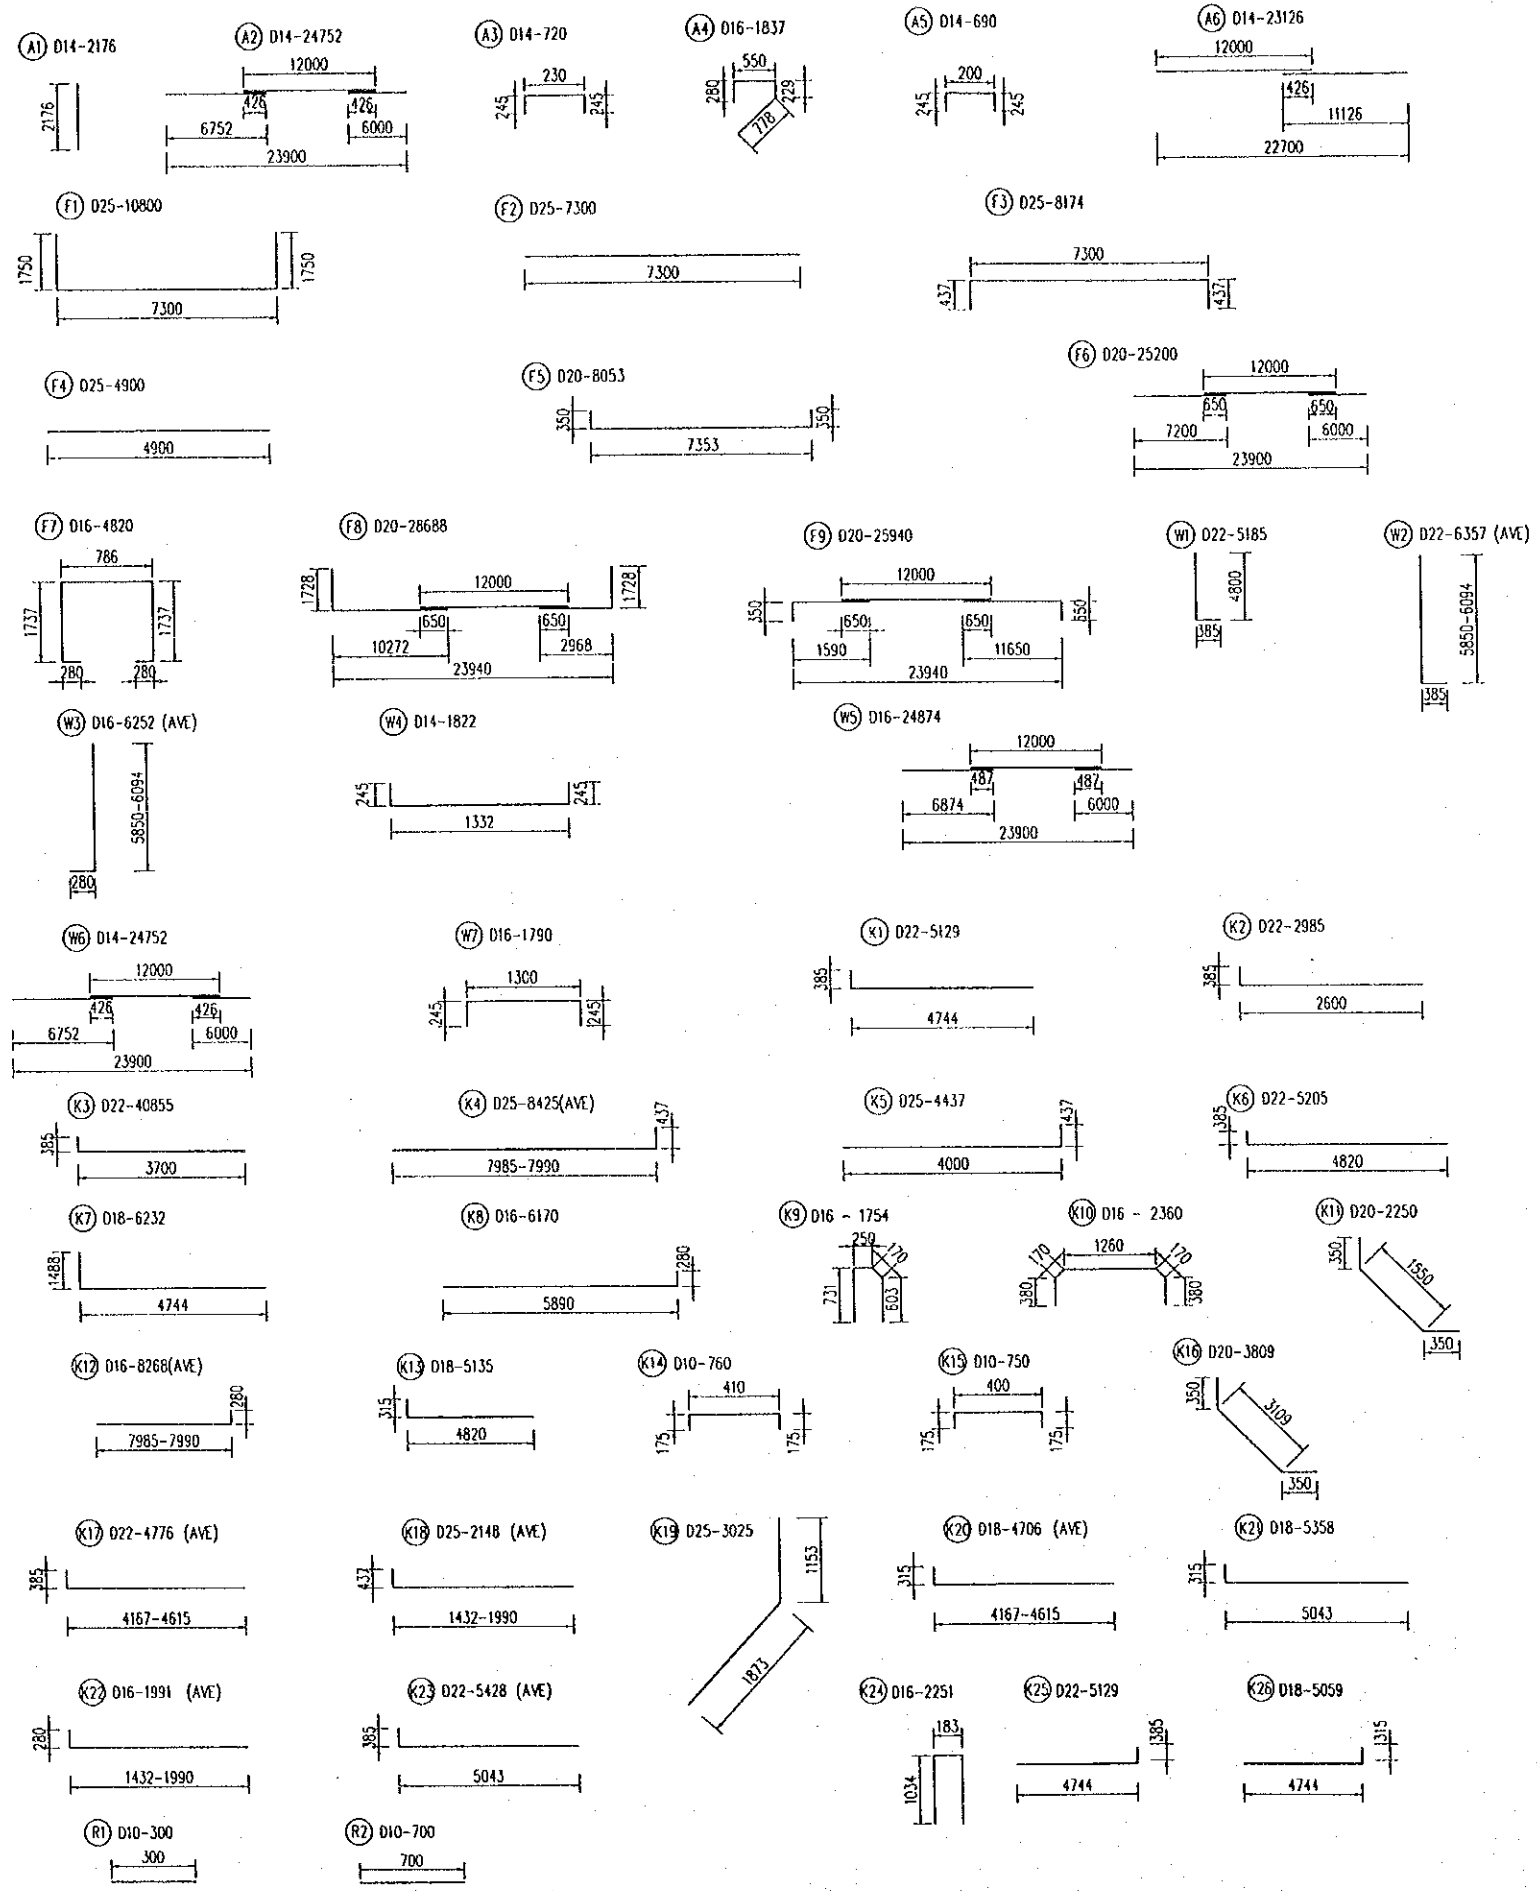 A1 D14-2176
2176
A2 D14-24752
12000
426 426
6752 6000
23900
A3 D14-720
230
245 245
A4 D16-1837
550
280 229
778
A5 D14-690
200
245 245
A6 D14-23126
12000
426
11126
22700
F1 D25-10800
1750 1750
7300
F2 D25-7300
7300
F3 D25-8174
7300
437 437
F4 D25-4900
4900
F5 D20-8053
350 350
7353
F6 D20-25200
12000
650 650
7200 6000
23900
F7 D16-4820
786
1737 1737
280 280
F8 D20-28688
1728 12000 1728
650 650
10272 2968
23940
F9 D20-25940
12000
350 650 650 550
1590 11650
23940
W1 D22-5185
4800
385
W2 D22-6357 (AVE)
5850-6094
385
W3 D16-6252 (AVE)
5850-6094
280
W4 D14-1822
245 245
1332
W5 D16-24874
12000
487 487
6874 6000
23900
W6 D14-24752
12000
426 426
6752 6000
23900
W7 D16-1790
1300
245 245
K1 D22-5129
385
4744
K2 D22-2985
385
2600
K3 D22-40855
385
3700
K4 D25-8425(AVE)
437
7985-7990
K5 D25-4437
437
4000
K6 D22-5205
385
4820
K7 D18-6232
1488
4744
K8 D16-6170
280
5890
K9 D16 - 1754
250 170
731 603
K10 D16 - 2360
170 1260 170
380 380
K11 D20-2250
350 1550
350
K12 D16-8268(AVE)
280
7985-7990
K13 D18-5135
315
4820
K14 D10-760
410
175 175
K15 D10-750
400
175 175
K16 D20-3809
350 3109
350
K17 D22-4776 (AVE)
385
4167-4615
K18 D25-2148 (AVE)
437
1432-1990
K19 D25-3025
1153
1873
K20 D18-4706 (AVE)
315
4167-4615
K21 D18-5358
315
5043
K22 D16-1991 (AVE)
280
1432-1990
K23 D22-5428 (AVE)
385
5043
K24 D16-2251
183
1034
K25 D22-5129
385
4744
K26 D18-5059
315
4744
R1 D10-300
300
R2 D10-700
700